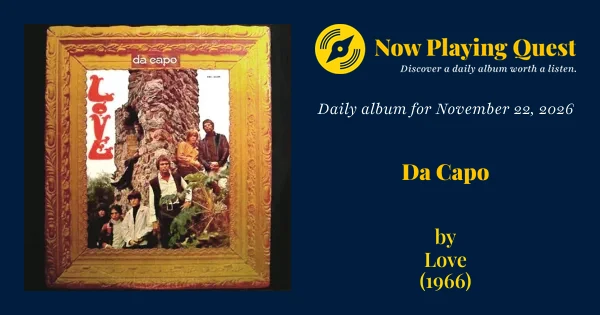 da capo
LOVE
Now Playing Quest
Discover a daily album worth a listen.
Daily album for November 22, 2026
Da Capo
by
Love
(1966)